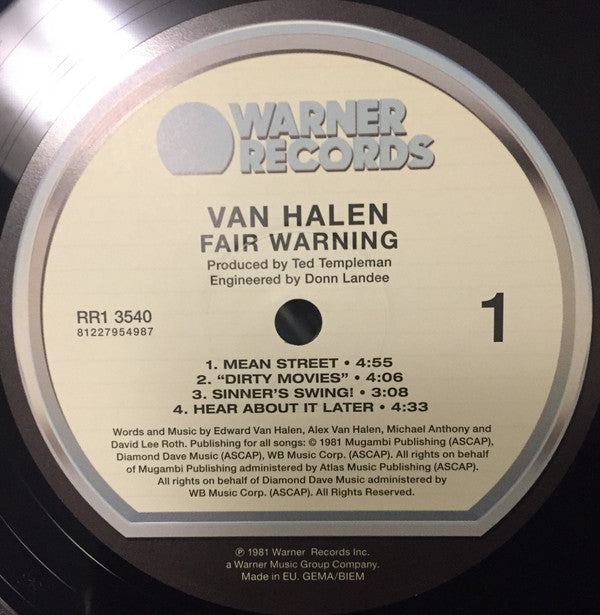 WARNER
RECORDS
VAN HALEN
FAIR WARNING
Produced by Ted Templeman
Engineered by Donn Landee
RR1 3540
81227954987
1
1. MEAN STREET • 4:55
2. “DIRTY MOVIES” • 4:06
3. SINNER’S SWING! • 3:08
4. HEAR ABOUT IT LATER • 4:33
Words and Music by Edward Van Halen, Alex Van Halen, Michael Anthony and
David Lee Roth. Publishing for all songs: © 1981 Mugambi Publishing (ASCAP),
Diamond Dave Music (ASCAP), WB Music Corp. (ASCAP). All rights on behalf
of Mugambi Publishing administered by Atlas Music Publishing (ASCAP).
All rights on behalf of Diamond Dave Music administered by
WB Music Corp. (ASCAP). All Rights Reserved.
℗ 1981 Warner Records Inc.
a Warner Music Group Company.
Made in EU. GEMA/BIEM